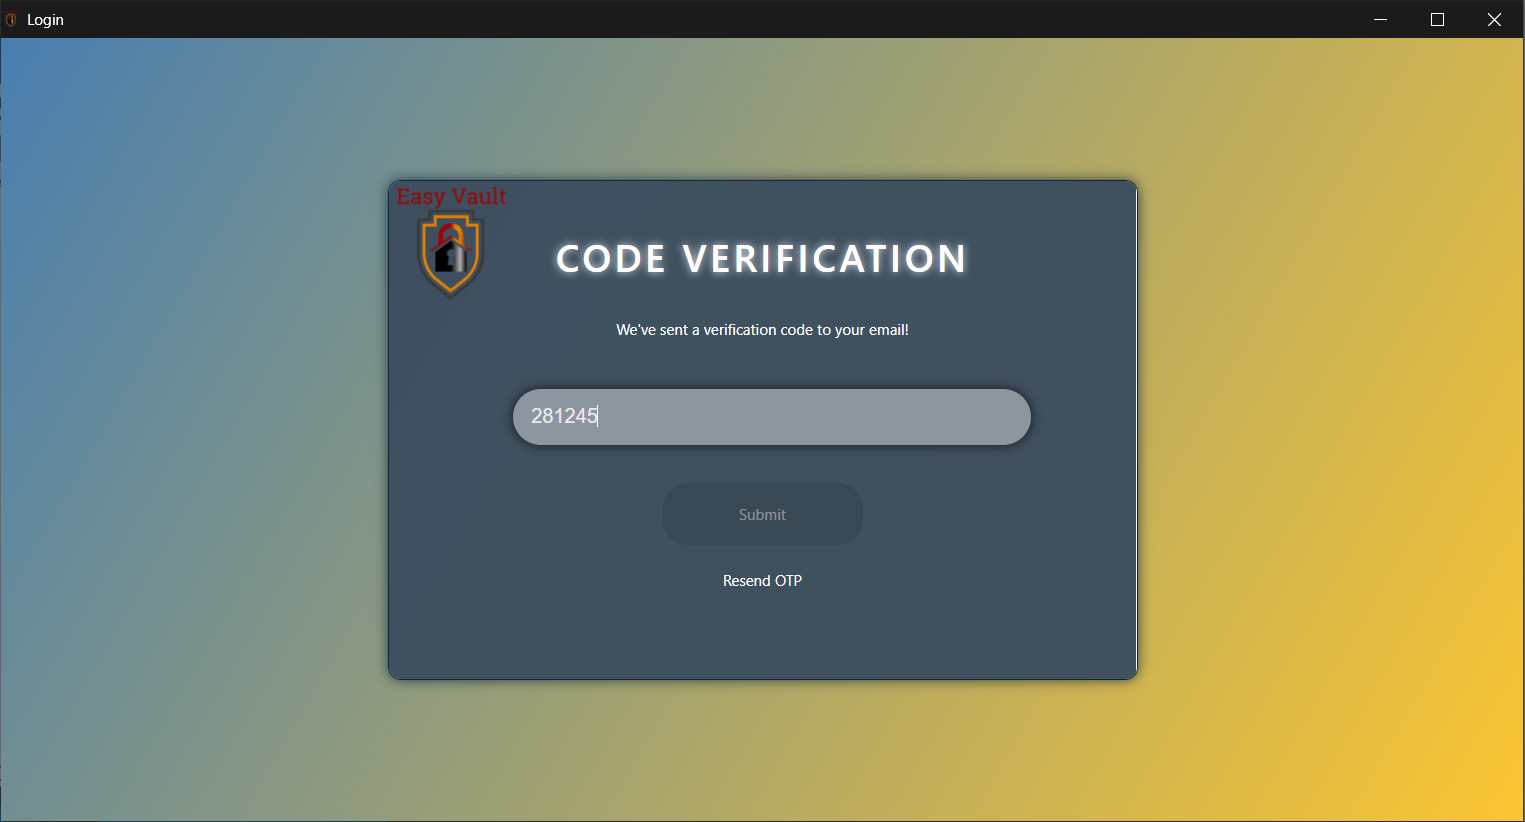 Login
Easy Vault
CODE VERIFICATION
We've sent a verification code to your email!
281245
Submit
Resend OTP